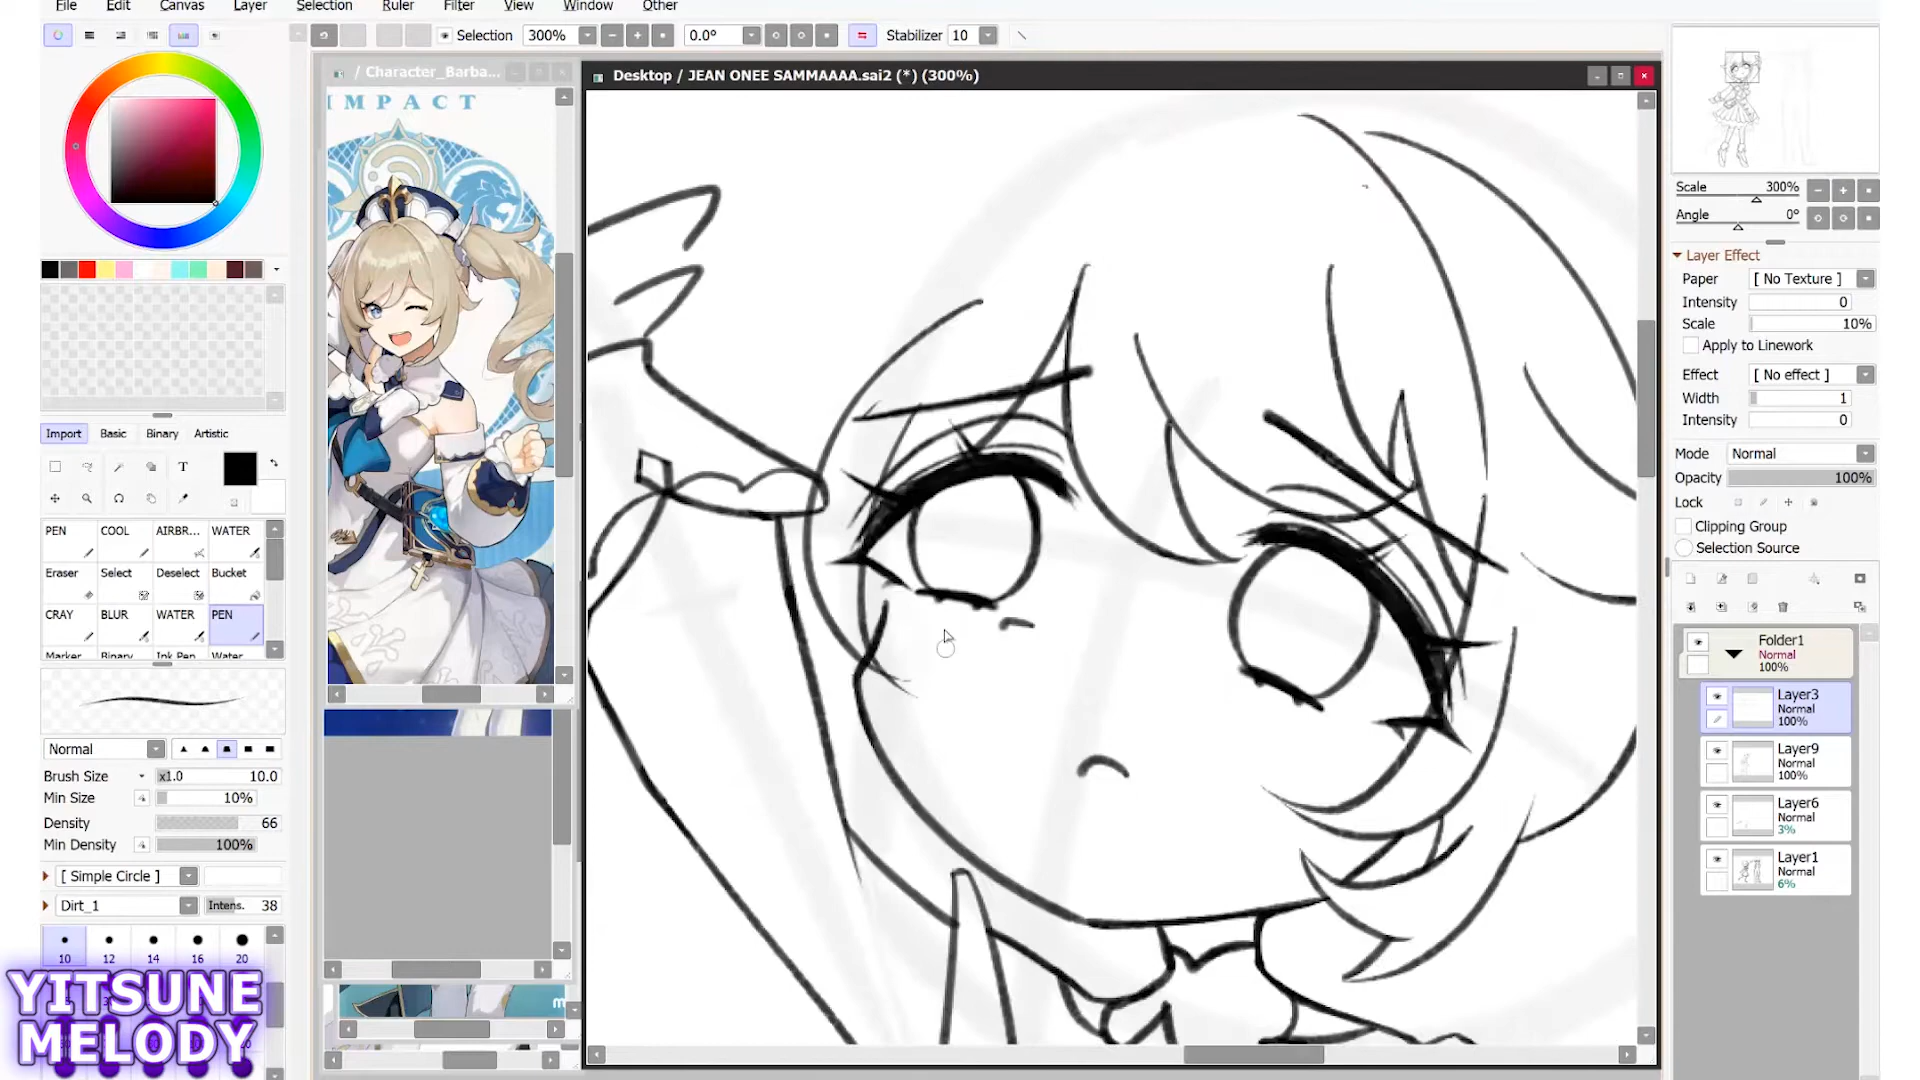 File Edit Canvas Layer Selection Ruler Filter View Window Other
Selection 300% 0.0° Stabilizer 10
/ Character_Barba...
Desktop / JEAN ONEE SAMMAAAA.sai2 (*) (300%)
IMPACT
Scale 300%
Angle 0°
Layer Effect
Paper [ No Texture ]
Intensity 0
Scale 10%
Apply to Linework
Effect [ No effect ]
Width 1
Intensity 0
Mode Normal
Opacity 100%
Lock
Clipping Group
Selection Source
Folder1
Normal
100%
Layer3
Normal
100%
Layer9
Normal
100%
Layer6
Normal
3%
Layer1
Normal
6%
Import Basic Binary Artistic
T
PEN COOL AIRBR... WATER
Eraser Select Deselect Bucket
CRAY BLUR WATER PEN
Marker Binary Ink Pen Water
Normal
Brush Size x1.0 10.0
Min Size 10%
Density 66
Min Density 100%
[ Simple Circle ]
Dirt_1 Intens. 38
10 12 14 16 20
YITSUNE
MELODY